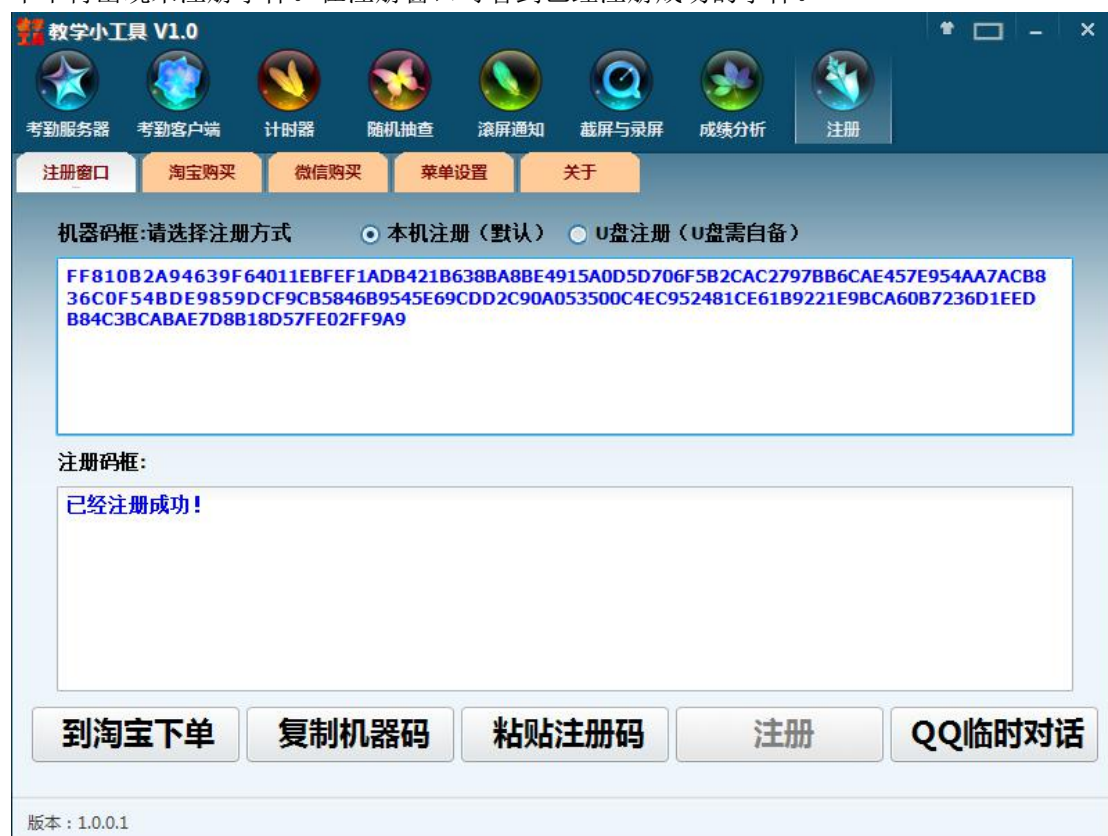 教学小工具 V1.0
考勤服务器 考勤客户端 计时器 随机抽查 滚屏通知 截屏与录屏 成绩分析 注册
注册窗口 淘宝购买 微信购买 菜单设置 关于
机器码框:请选择注册方式 本机注册（默认） U盘注册（U盘需自备）
FF810B2A94639F64011EBFEF1ADB421B638BA8BE4915A0D5D706F5B2CAC2797BB6CAE457E954AA7ACB8
36C0F54BDE9859DCF9CB5846B9545E69CDD2C90A053500C4EC952481CE61B9221E9BCA60B7236D1EED
B84C3BCABAE7D8B18D57FE02FF9A9
注册码框:
已经注册成功！
到淘宝下单 复制机器码 粘贴注册码 注册 QQ临时对话
版本：1.0.0.1